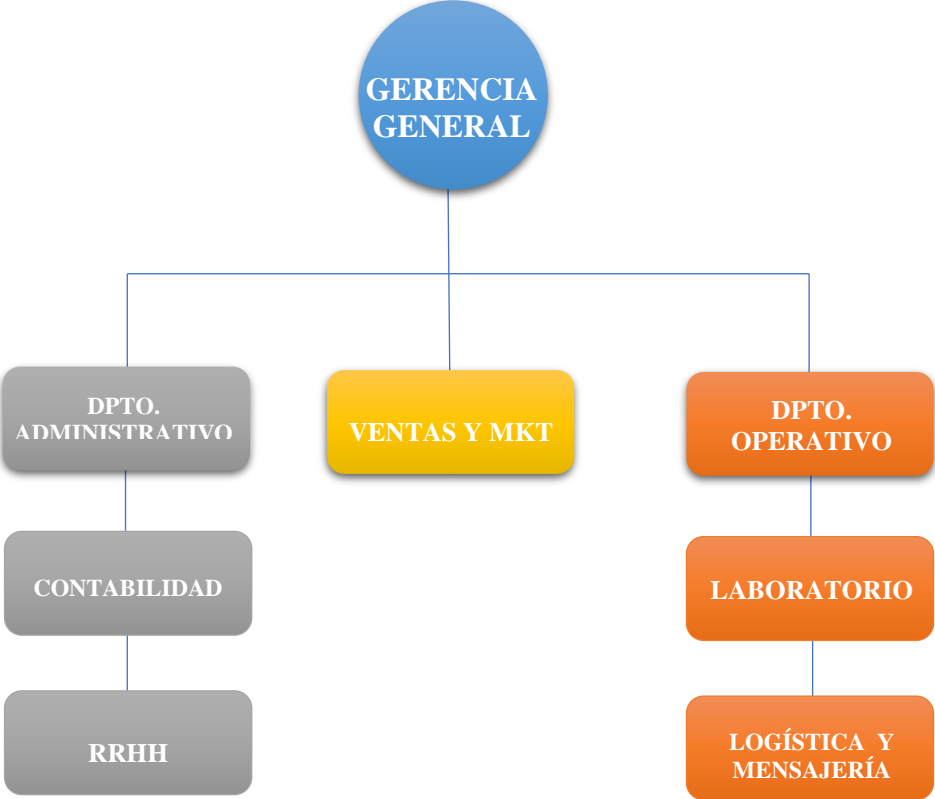 GERENCIA
GENERAL
DPTO.
ADMINISTRATIVO
VENTAS Y MKT
DPTO.
OPERATIVO
CONTABILIDAD
LABORATORIO
RRHH
LOGÍSTICA Y
MENSAJERÍA